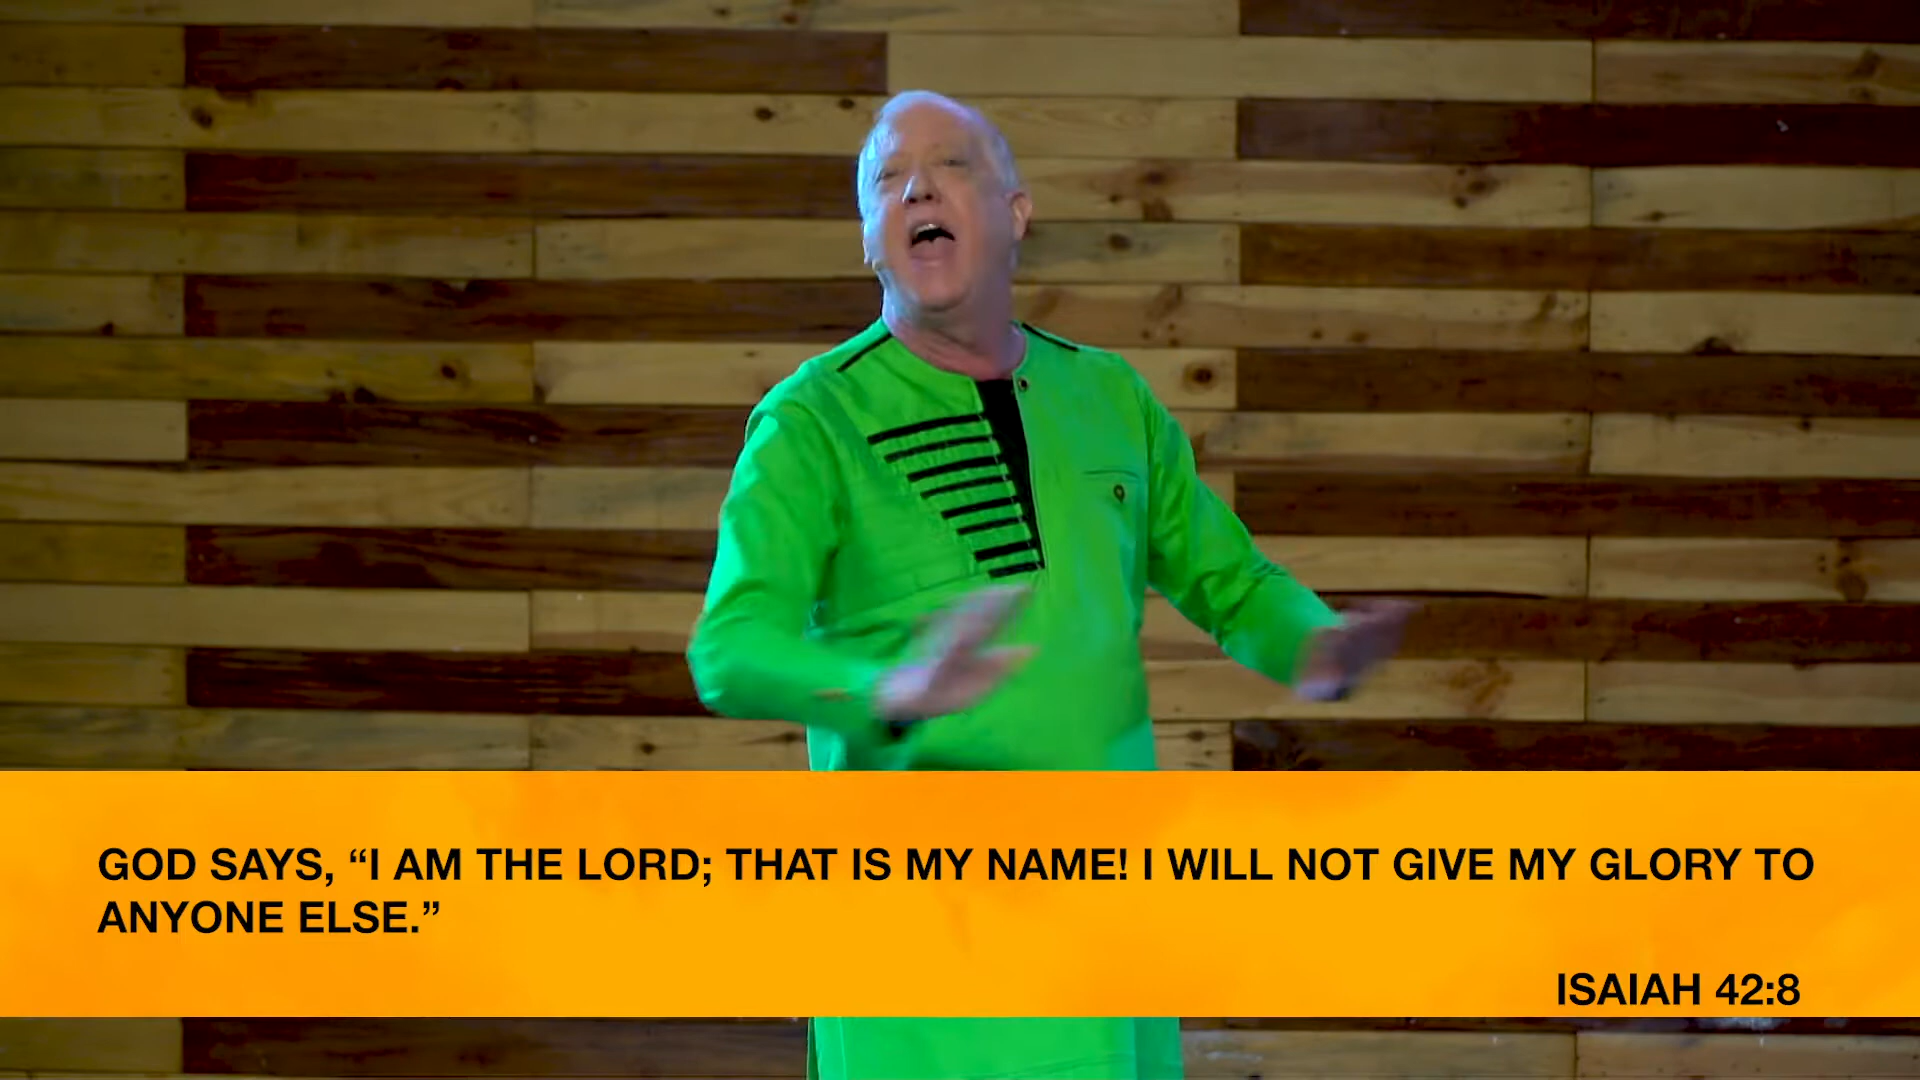 GOD SAYS, “I AM THE LORD; THAT IS MY NAME! I WILL NOT GIVE MY GLORY TO
ANYONE ELSE.”
ISAIAH 42:8